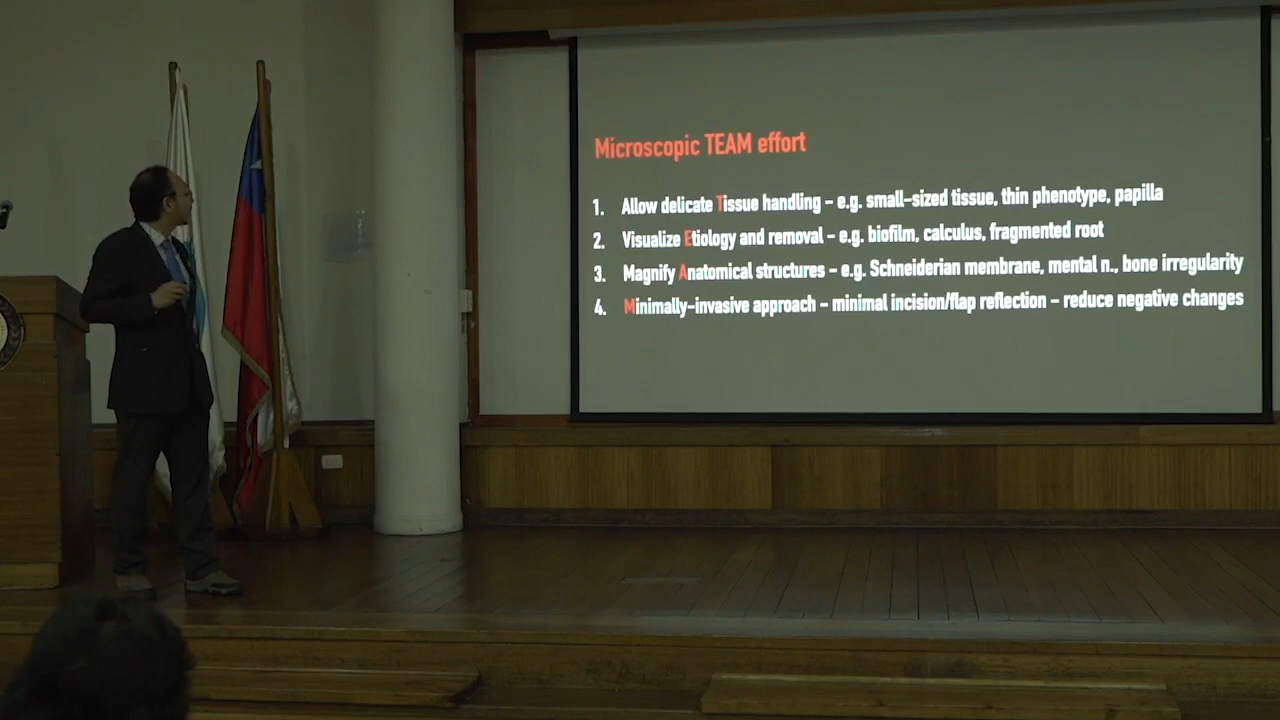 Microscopic TEAM effort
1. Allow delicate Tissue handling – e.g. small-sized tissue, thin phenotype, papilla
2. Visualize Etiology and removal – e.g. biofilm, calculus, fragmented root
3. Magnify Anatomical structures – e.g. Schneiderian membrane, mental n., bone irregularity
4. Minimally-invasive approach – minimal incision/flap reflection – reduce negative changes